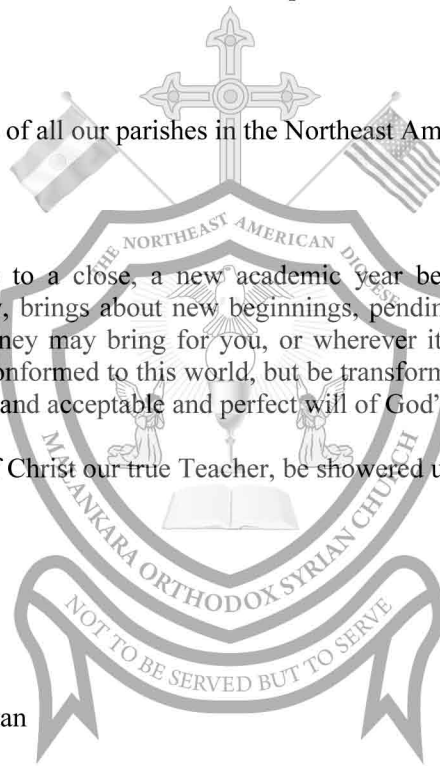 of all our parishes in the Northeast Am
THE NORTHEAST AMERICAN DIOCESE
to a close, a new academic year be
, brings about new beginnings, pendin
ney may bring for you, or wherever it
onformed to this world, but be transform
and acceptable and perfect will of God"
f Christ our true Teacher, be showered u
MALANKARA ORTHODOX SYRIAN CHURCH
NOT TO BE SERVED BUT TO SERVE
an